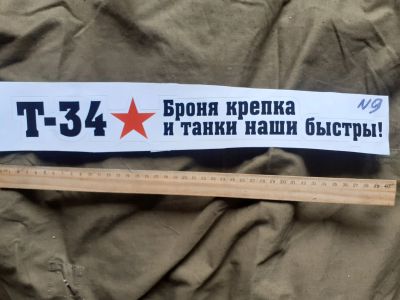 Т-34
Броня крепка
и танки наши быстры!
N9